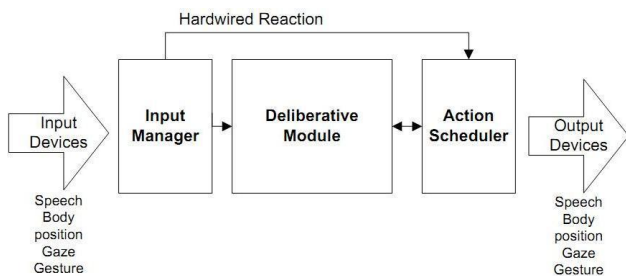 Hardwired Reaction
Input
Devices
Input
Manager
Deliberative
Module
Action
Scheduler
Output
Devices
Speech
Body
position
Gaze
Gesture
Speech
Body
position
Gaze
Gesture